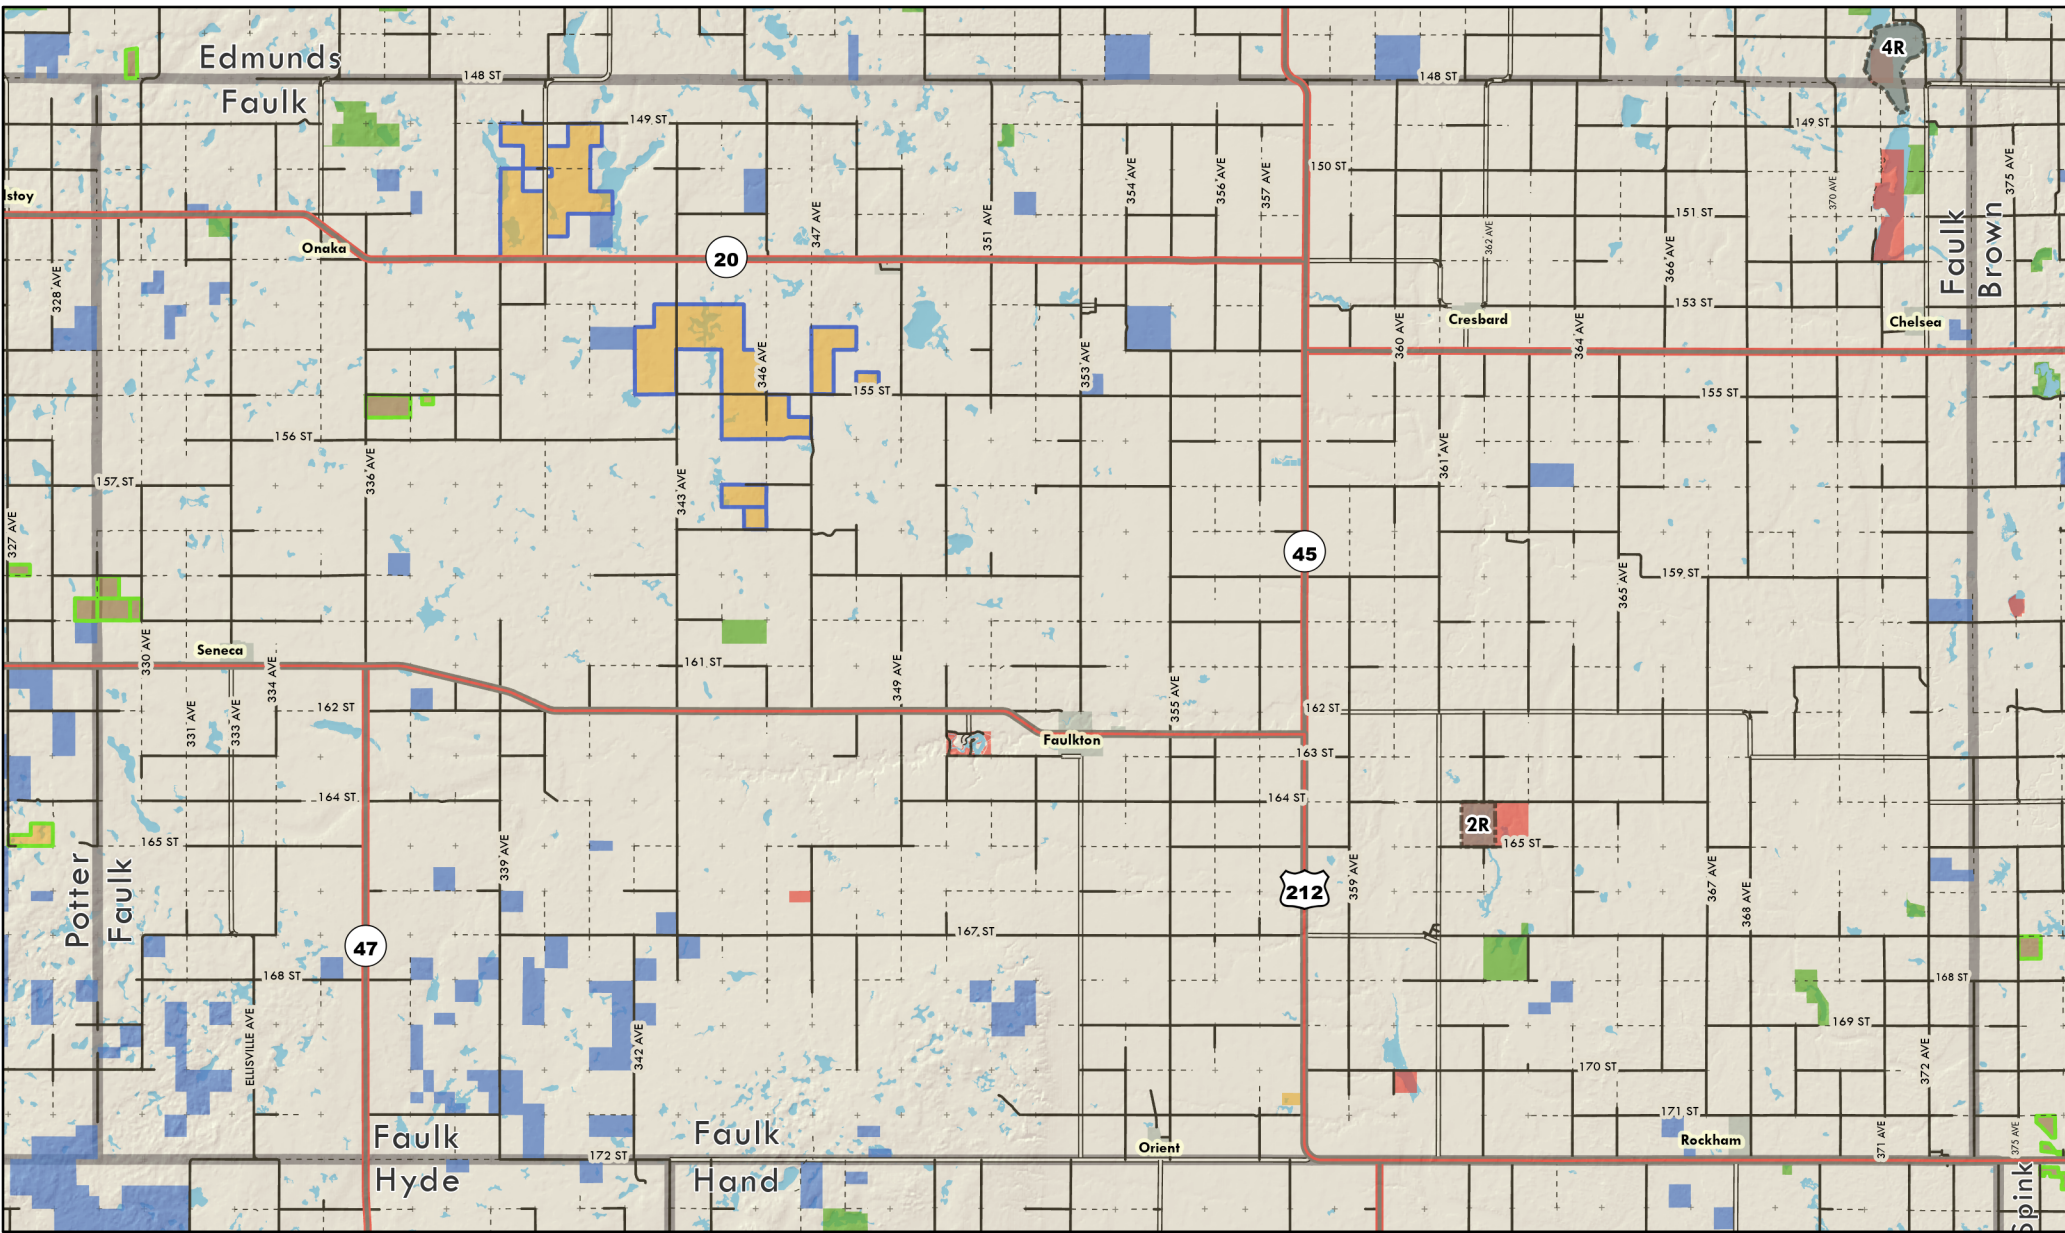 4R
Edmunds
148 ST
148 ST
Faulk
149 ST
149 ST
150 ST
354 AVE
356 AVE
357 AVE
375 AVE
370 AVE
lstoy
151 ST
347 AVE
351 AVE
362 AVE
366 AVE
Faulk
Brown
Onaka
20
328 AVE
153 ST
Cresbard
Chelsea
360 AVE
364 AVE
346 AVE
353 AVE
155 ST
155 ST
156 ST
336 AVE
361 AVE
157 ST
343 AVE
327 AVE
45
159 ST
365 AVE
Seneca
330 AVE
334 AVE
161 ST
349 AVE
355 AVE
331 AVE
333 AVE
162 ST
162 ST
Faulkton
163 ST
164 ST
164 ST
2R
165 ST
165 ST
339 AVE
359 AVE
367 AVE
368 AVE
212
Potter
Faulk
47
167 ST
168 ST
168 ST
169 ST
ELLISVILLE AVE
342 AVE
372 AVE
170 ST
171 ST
Faulk
Faulk
Orient
Rockham
371 AVE
375 AVE
172 ST
Hyde
Hand
Spink